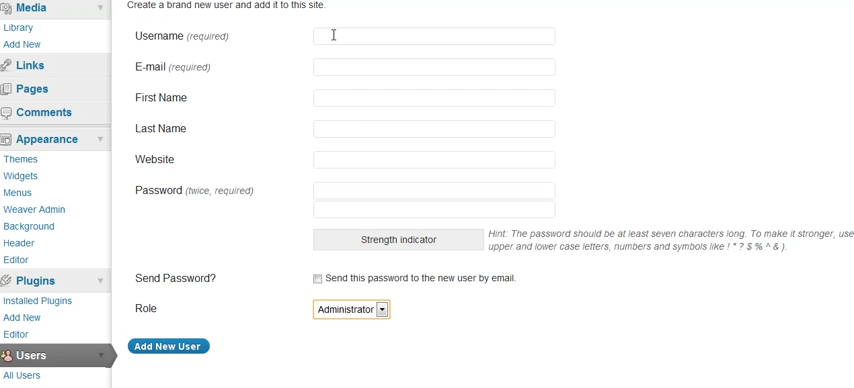 Media
Library
Add New
Links
Pages
Comments
Appearance
Themes
Widgets
Menus
Weaver Admin
Background
Header
Editor
Plugins
Installed Plugins
Add New
Editor
Users
All Users
Create a brand new user and add it to this site.
Username (required)
E-mail (required)
First Name
Last Name
Website
Password (twice, required)
Strength indicator
Hint: The password should be at least seven characters long. To make it stronger, use
upper and lower case letters, numbers and symbols like ! " ? $ % ^ & ).
Send Password?
Send this password to the new user by email.
Role
Administrator
Add New User